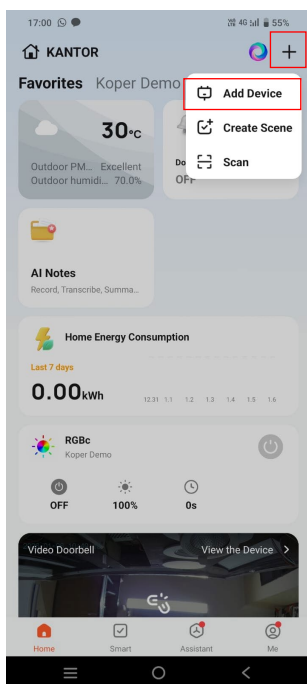 17:00
4G 55%
KANTOR
Favorites Koper Demo
Add Device
Create Scene
Scan
30°C
Outdoor PM... Excellent
Outdoor humidi... 70.0%
Do
OFF
AI Notes
Record, Transcribe, Summa...
Home Energy Consumption
Last 7 days
0.00kWh
12.31 1.1 1.2 1.3 1.4 1.5 1.6
RGBc
Koper Demo
OFF 100% 0s
Video Doorbell View the Device
Home Smart Assistant Me